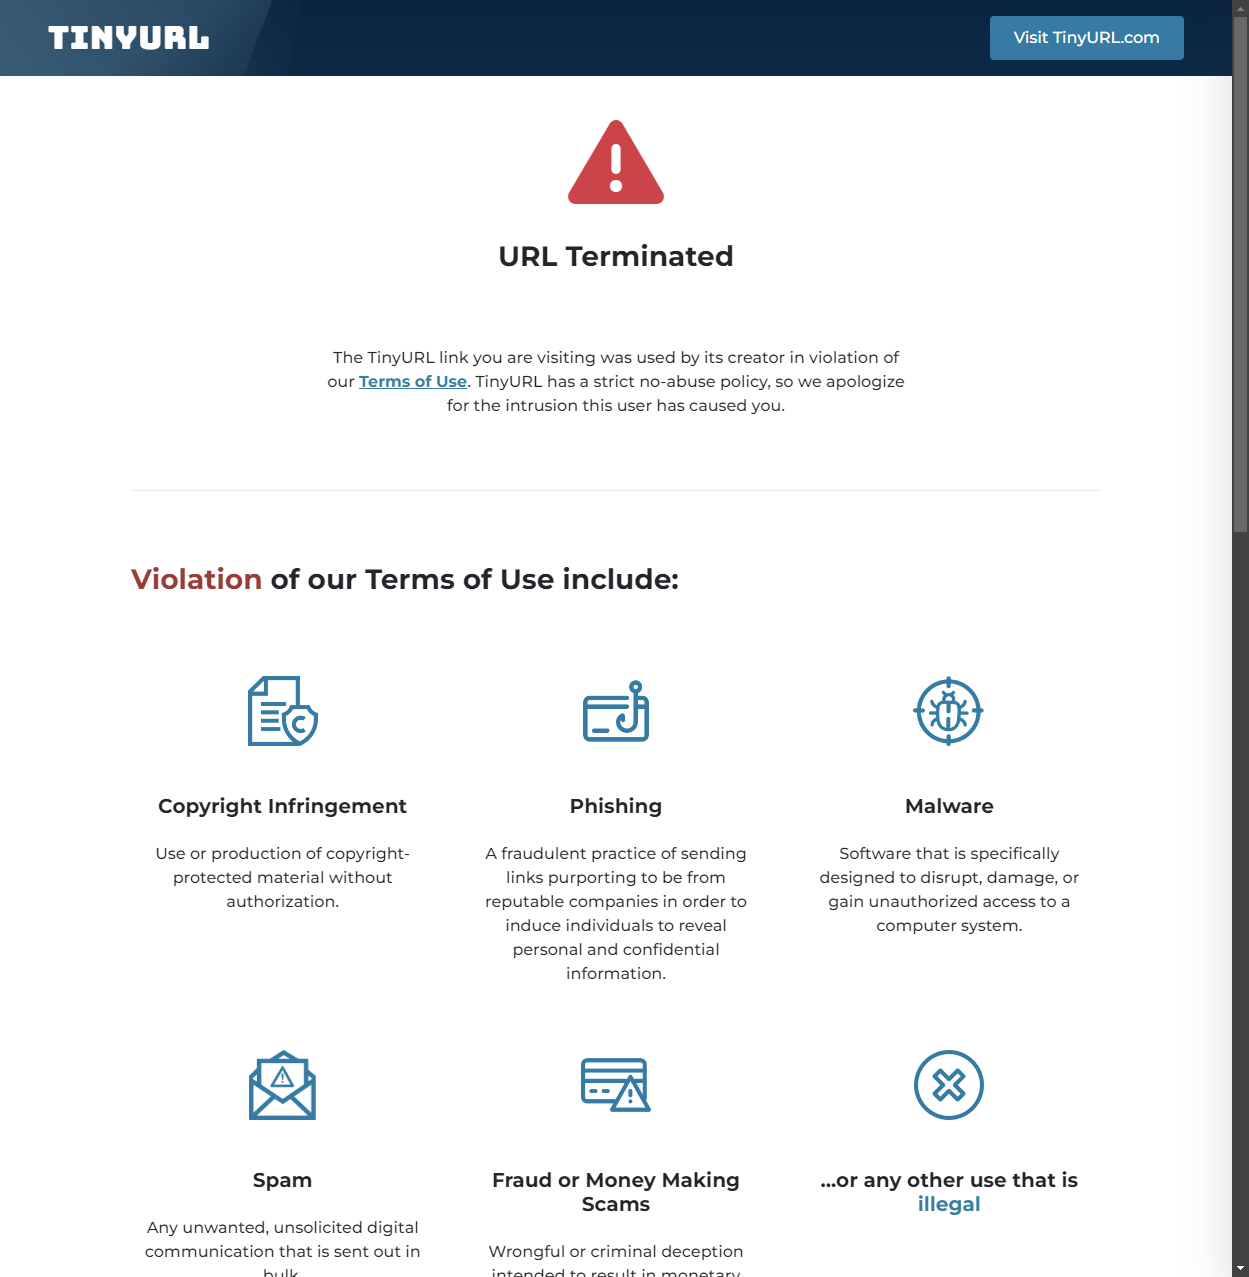 TINYURL
Visit TinyURL.com
URL Terminated
The TinyURL link you are visiting was used by its creator in violation of
our Terms of Use. TinyURL has a strict no-abuse policy, so we apologize
for the intrusion this user has caused you.
Violation of our Terms of Use include:
Copyright Infringement
Use or production of copyright-
protected material without
authorization.
Phishing
A fraudulent practice of sending
links purporting to be from
reputable companies in order to
induce individuals to reveal
personal and confidential
information.
Malware
Software that is specifically
designed to disrupt, damage, or
gain unauthorized access to a
computer system.
Spam
Any unwanted, unsolicited digital
communication that is sent out in
bulk.
Fraud or Money Making
Scams
Wrongful or criminal deception
intended to result in monetary
...or any other use that is
illegal